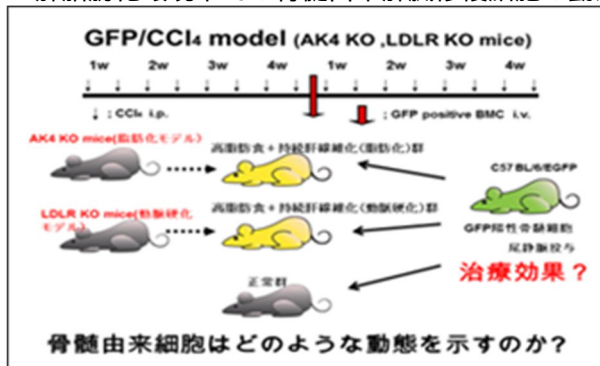 GFP/CCl₄ model (AK4 KO ,LDLR KO mice)
1w 2w 3w 4w 1w 2w 3w 4w
↓ ; CCl₄ i.p. ; GFP positive BMC i.v.
AK4 KO mice(脂肪化モデル)
高脂肪食+持続肝線維化(脂肪化)群
C57 BL/6/EGFP
LDLR KO mice(動脈硬化
モデル)
高脂肪食+持続肝線維化(動脈硬化)群
GFP陽性骨髄細胞
尾静脈投与
治療効果?
正常群
骨髄由来細胞はどのような動態を示すのか?